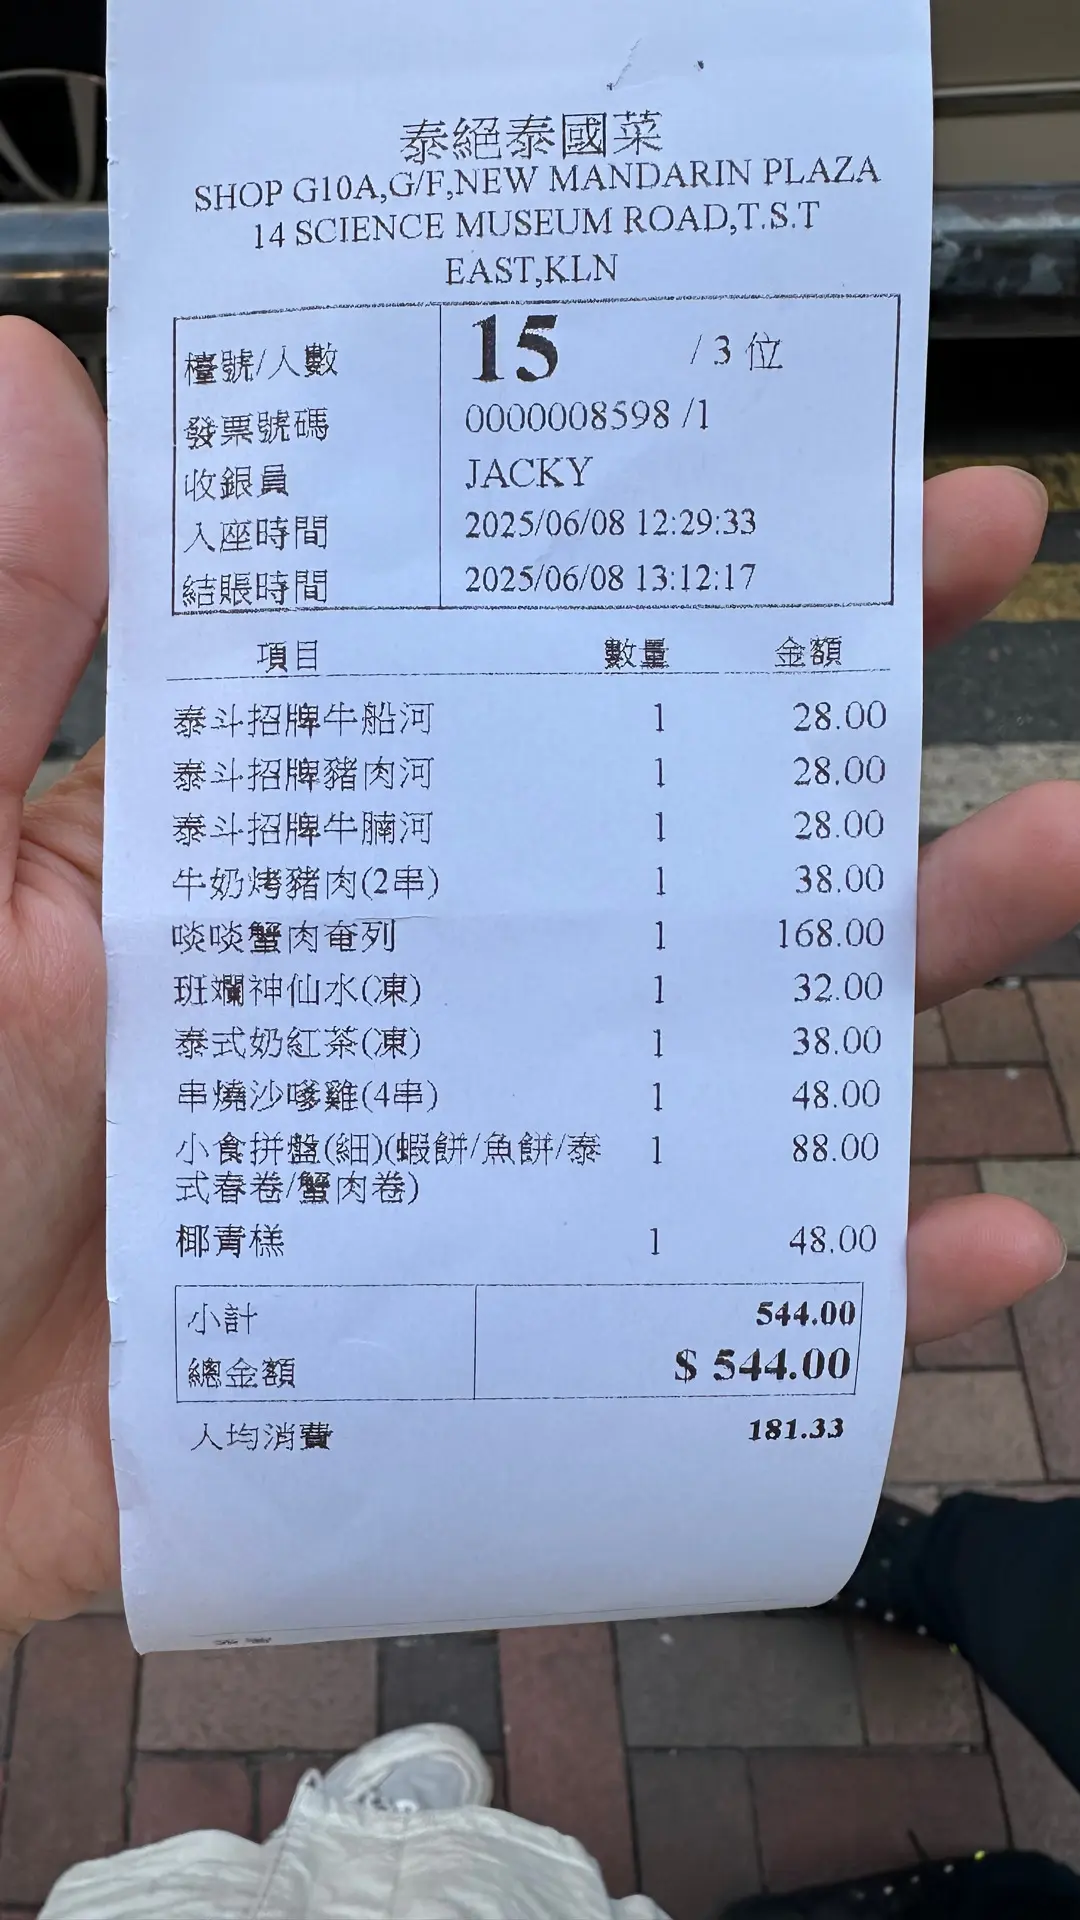 泰絕泰國菜
SHOP G10A,G/F,NEW MANDARIN PLAZA
14 SCIENCE MUSEUM ROAD,T.S.T
EAST,KLN
檯號/人數 15 / 3 位
發票號碼 0000008598 /1
收銀員 JACKY
入座時間 2025/06/08 12:29:33
結賬時間 2025/06/08 13:12:17
項目 數量 金額
泰斗招牌牛船河 1 28.00
泰斗招牌豬肉河 1 28.00
泰斗招牌牛腩河 1 28.00
牛奶烤豬肉(2串) 1 38.00
啖啖蟹肉奄列 1 168.00
班斕神仙水(凍) 1 32.00
泰式奶紅茶(凍) 1 38.00
串燒沙嗲雞(4串) 1 48.00
小食拼盤(細)(蝦餅/魚餅/泰 1 88.00
式春卷/蟹肉卷)
椰青糕 1 48.00
小計 544.00
總金額 $ 544.00
人均消費 181.33